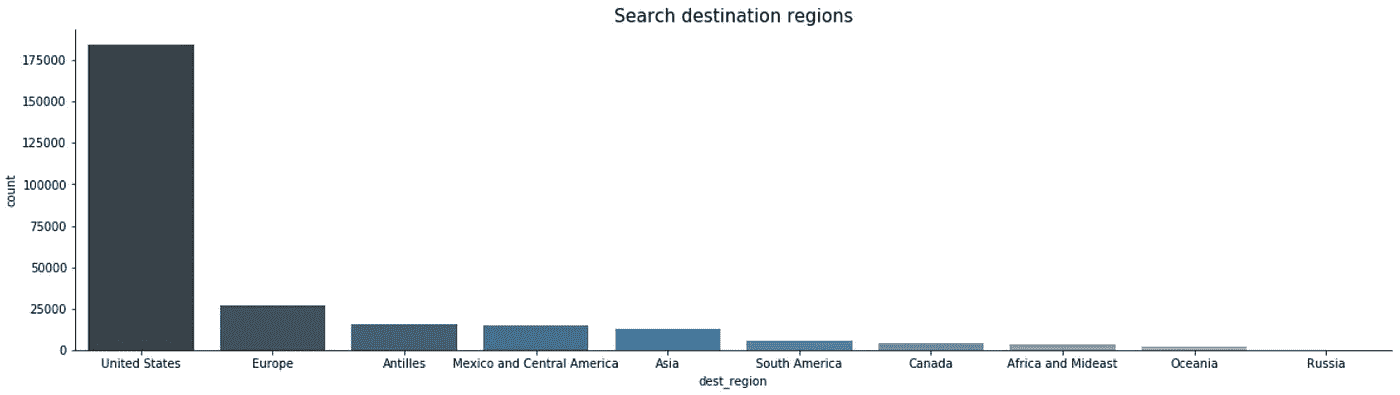 Search destination regions
175000
150000
125000
100000
75000
50000
25000
0
count
United States Europe Antilles Mexico and Central America Asia South America Canada Africa and Mideast Oceania Russia
dest_region